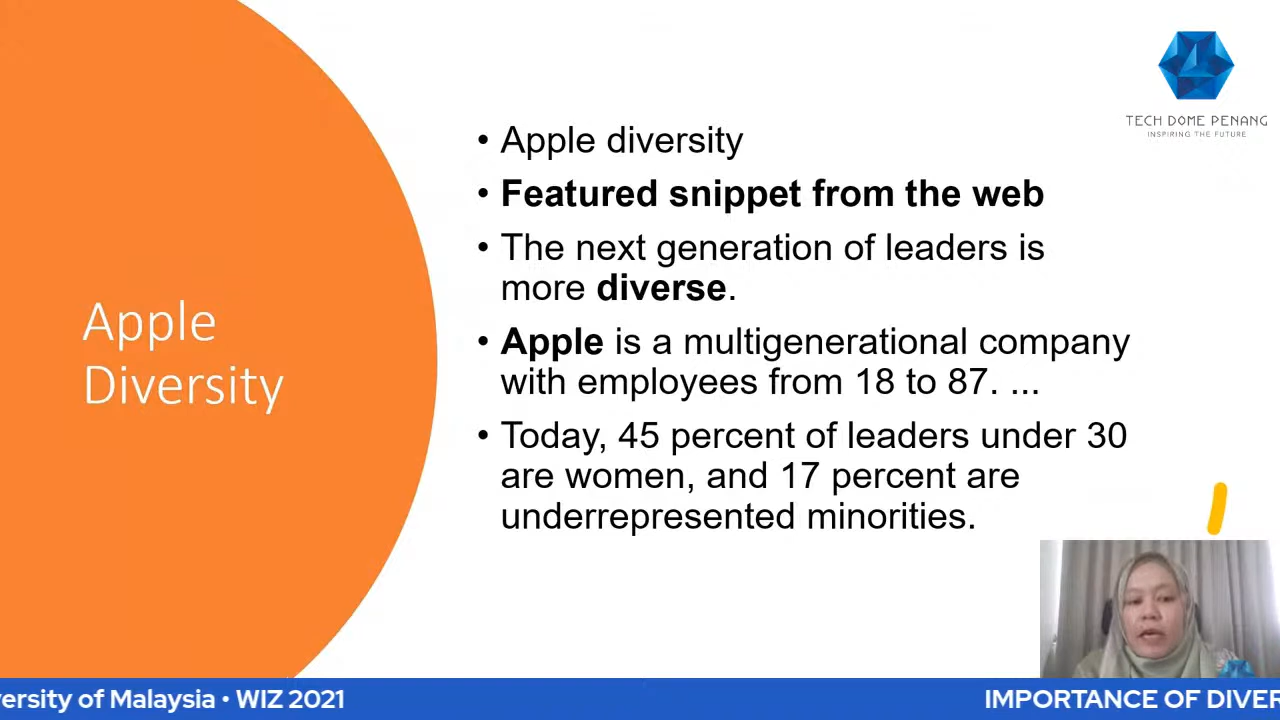 TECH DOME PENANG
INSPIRING THE FUTURE
Apple
Diversity
• Apple diversity
• Featured snippet from the web
• The next generation of leaders is
more diverse.
• Apple is a multigenerational company
with employees from 18 to 87. ...
• Today, 45 percent of leaders under 30
are women, and 17 percent are
underrepresented minorities.
versity of Malaysia • WIZ 2021
IMPORTANCE OF DIVER